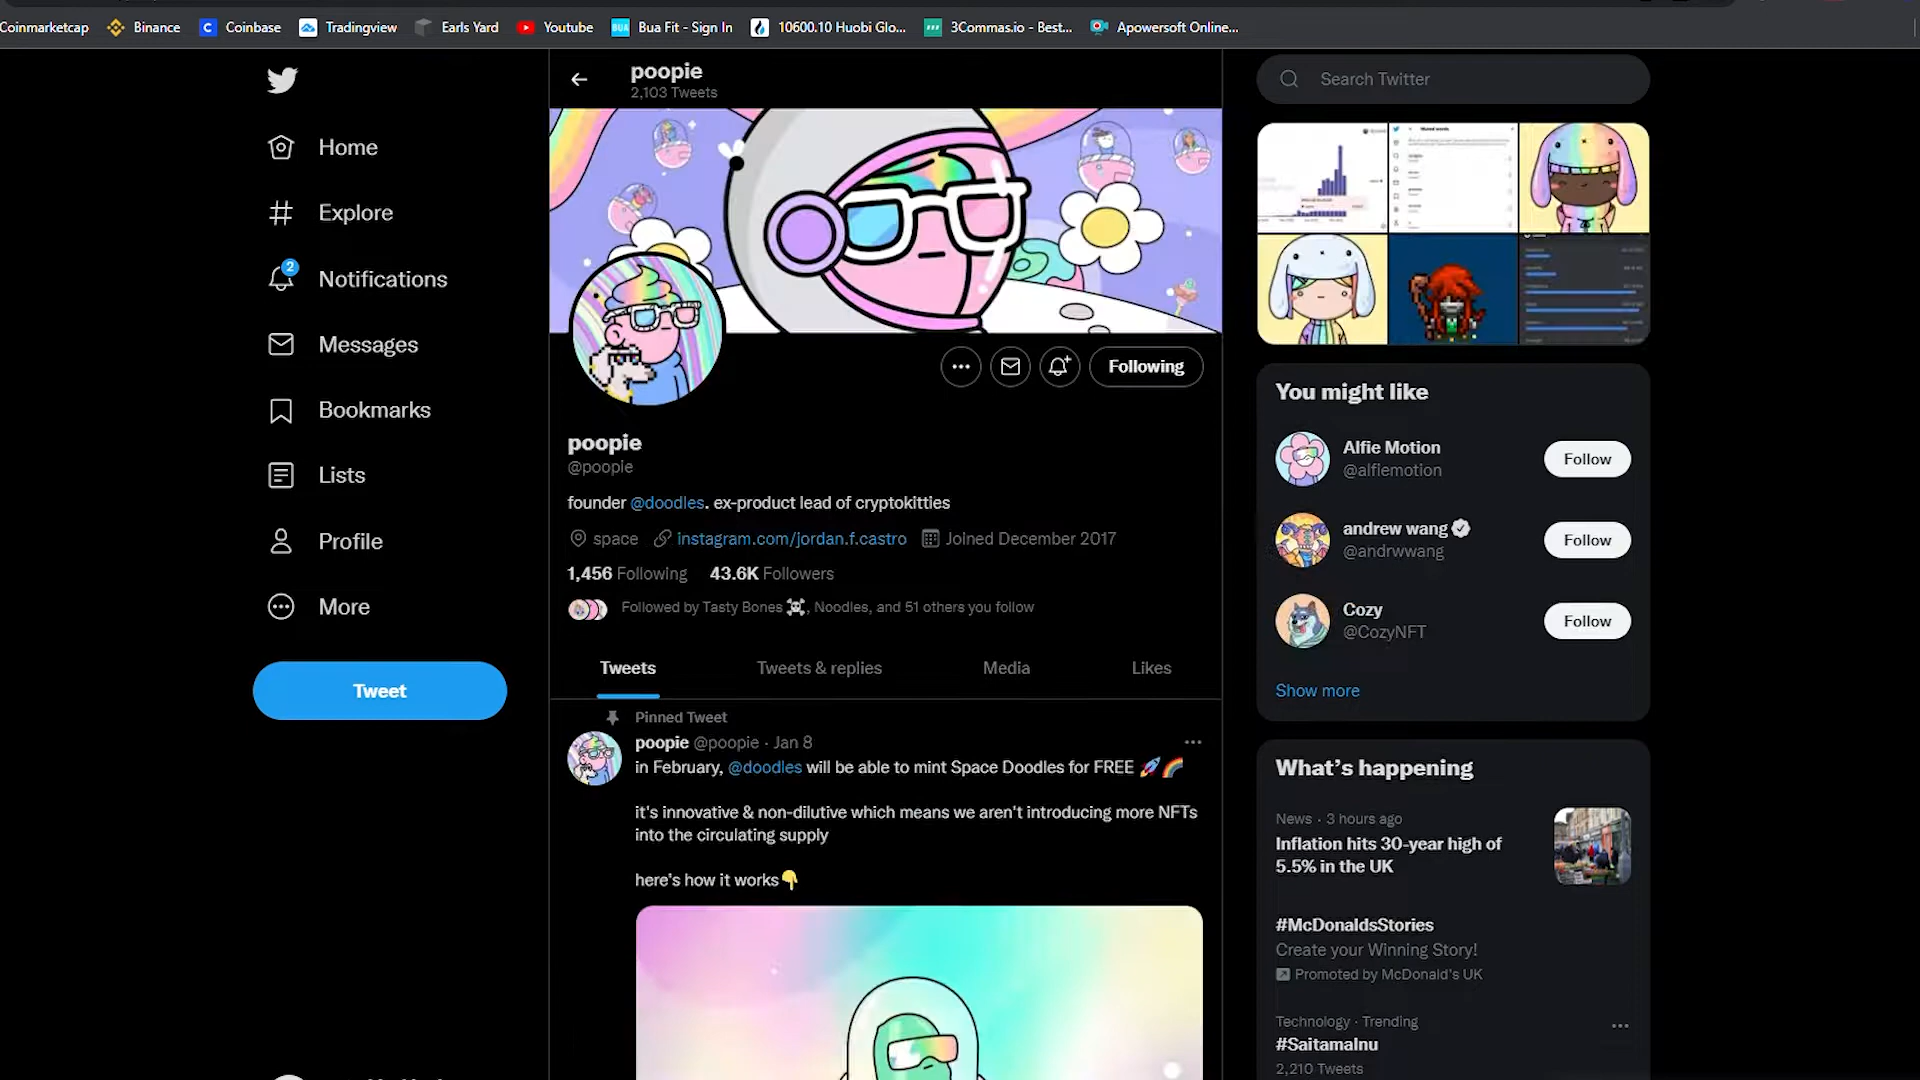 Coinmarketcap
Binance
Coinbase
Tradingview
Earls Yard
Youtube
BUA
Bua Fit - Sign In
10600.10 Huobi Glo...
3Commas.io - Best...
Apowersoft Online...
poopie
2,103 Tweets
Search Twitter
Home
Explore
2
Notifications
Messages
Bookmarks
Lists
Profile
More
Tweet
Following
poopie
@poopie
founder @doodles. ex-product lead of cryptokitties
space
instagram.com/jordan.f.castro
Joined December 2017
1,456 Following
43.6K Followers
Followed by Tasty Bones ☠️, Noodles, and 51 others you follow
Tweets
Tweets & replies
Media
Likes
Pinned Tweet
poopie @poopie · Jan 8
in February, @doodles will be able to mint Space Doodles for FREE 🚀🌈
it's innovative & non-dilutive which means we aren't introducing more NFTs
into the circulating supply
here's how it works👇
Muted words
You might like
Alfie Motion
@alfiemotion
Follow
andrew wang
@andrwwang
Follow
Cozy
@CozyNFT
Follow
Show more
What's happening
News · 3 hours ago
Inflation hits 30-year high of
5.5% in the UK
#McDonaldsStories
Create your Winning Story!
Promoted by McDonald's UK
Technology · Trending
#SaitamaInu
2,210 Tweets